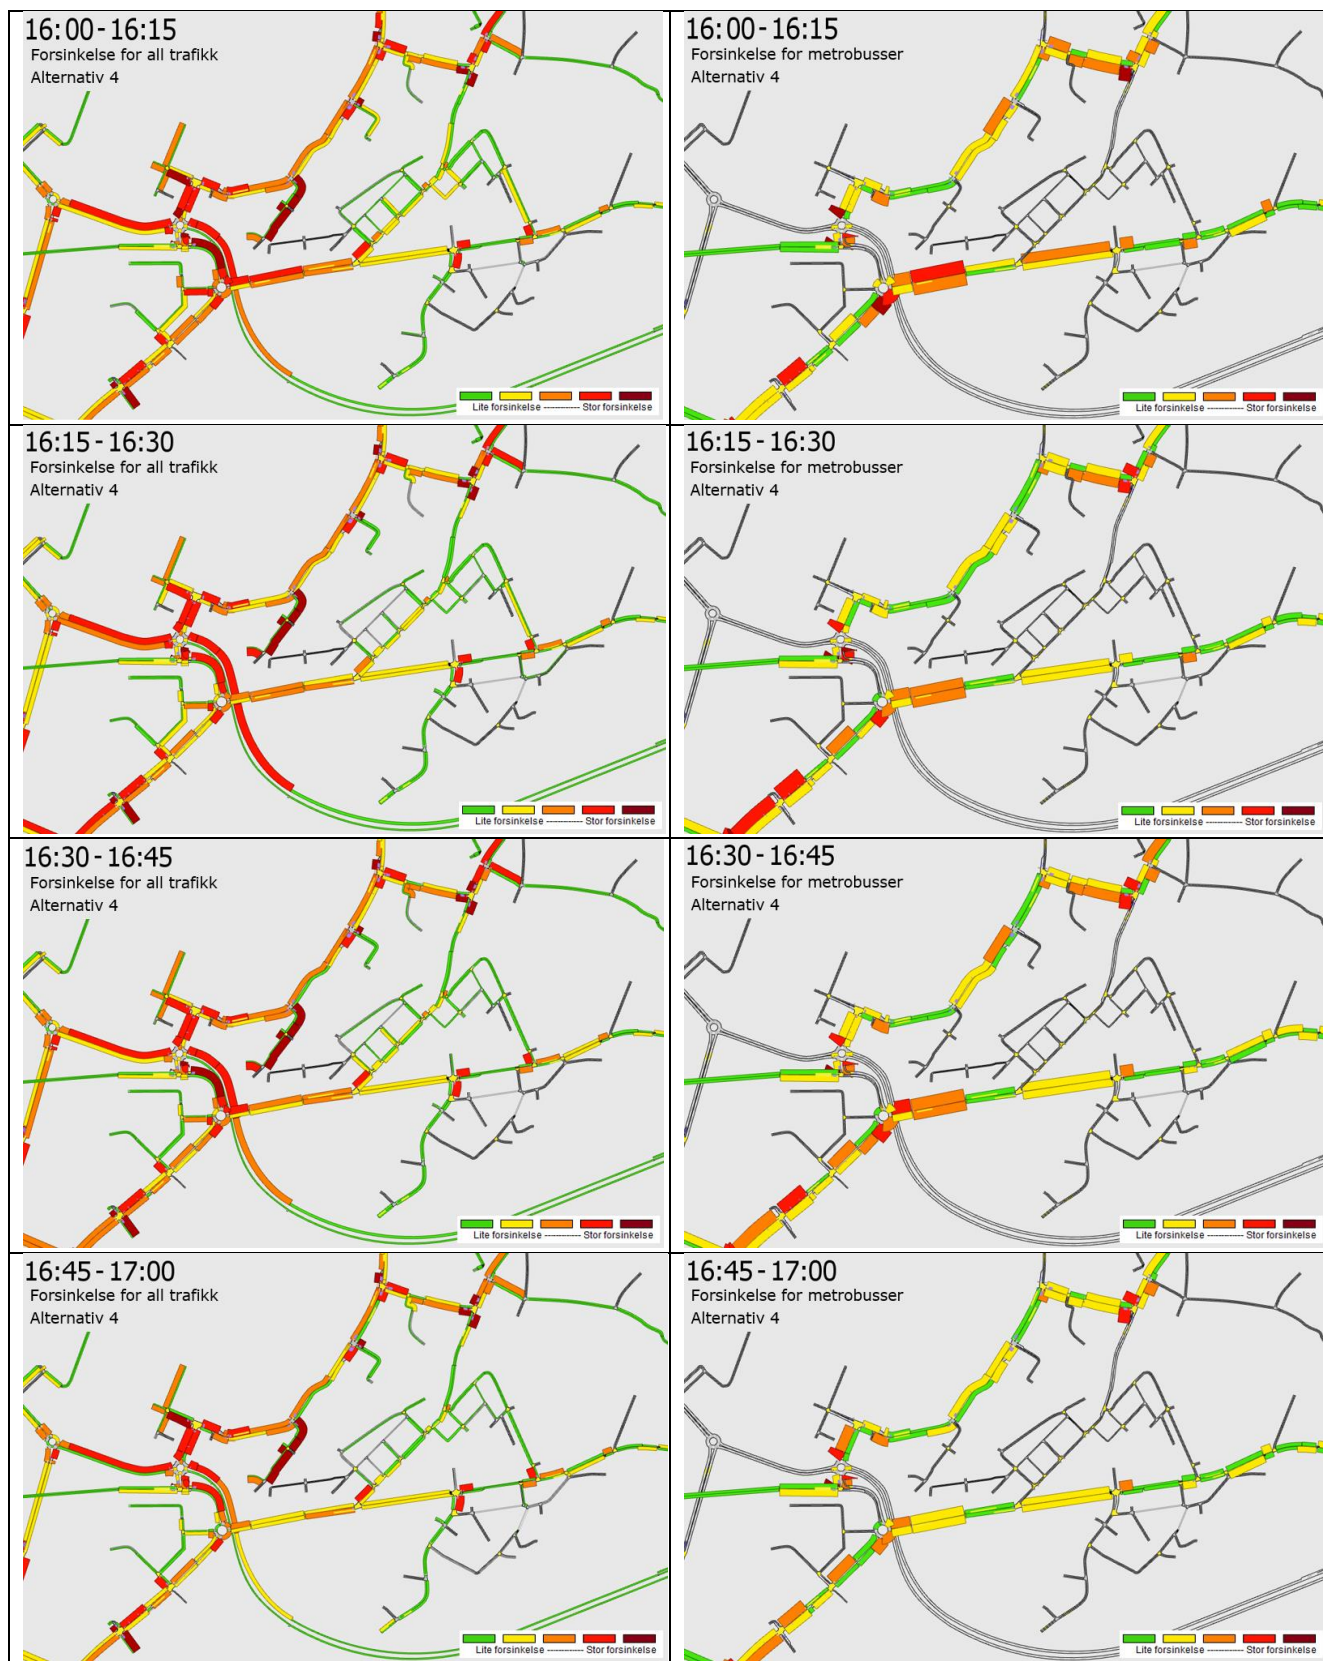 16:00-16:15
Forsinkelse for all trafikk
Alternativ 4
Lite forsinkelse ------------- Stor forsinkelse
16:00-16:15
Forsinkelse for metrobusser
Alternativ 4
Lite forsinkelse ------------- Stor forsinkelse
16:15-16:30
Forsinkelse for all trafikk
Alternativ 4
Lite forsinkelse ------------- Stor forsinkelse
16:15-16:30
Forsinkelse for metrobusser
Alternativ 4
Lite forsinkelse ------------- Stor forsinkelse
16:30-16:45
Forsinkelse for all trafikk
Alternativ 4
Lite forsinkelse ------------- Stor forsinkelse
16:30-16:45
Forsinkelse for metrobusser
Alternativ 4
Lite forsinkelse ------------- Stor forsinkelse
16:45-17:00
Forsinkelse for all trafikk
Alternativ 4
Lite forsinkelse ------------- Stor forsinkelse
16:45-17:00
Forsinkelse for metrobusser
Alternativ 4
Lite forsinkelse ------------- Stor forsinkelse